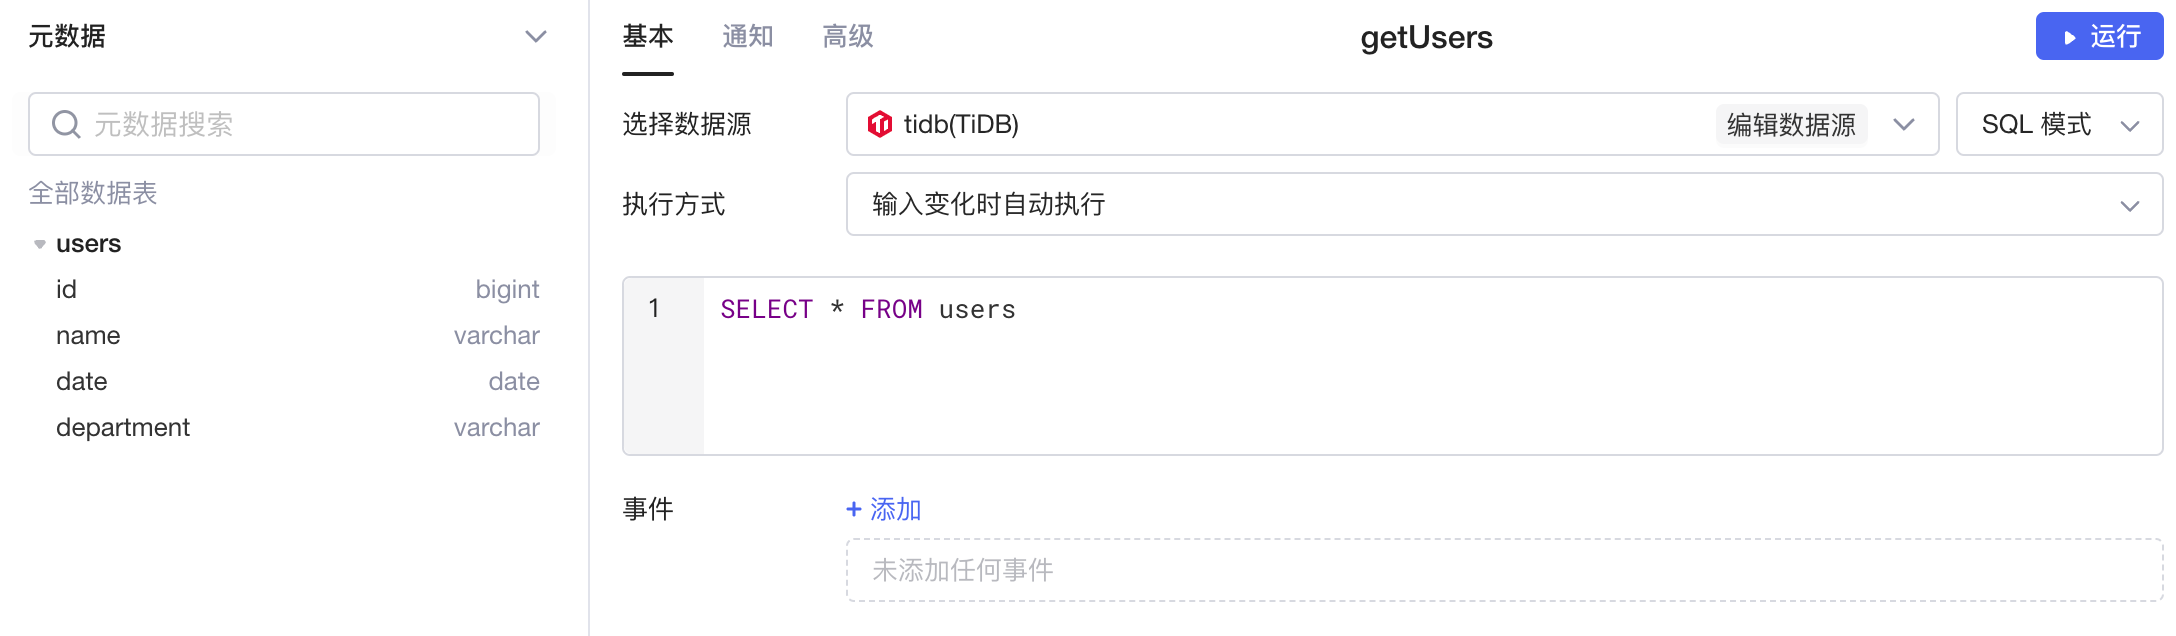 元数据
元数据搜索
全部数据表
users
id bigint
name varchar
date date
department varchar
基本 通知 高级 getUsers 运行
选择数据源 tidb(TiDB) 编辑数据源 SQL 模式
执行方式 输入变化时自动执行
1 SELECT * FROM users
事件 + 添加
未添加任何事件